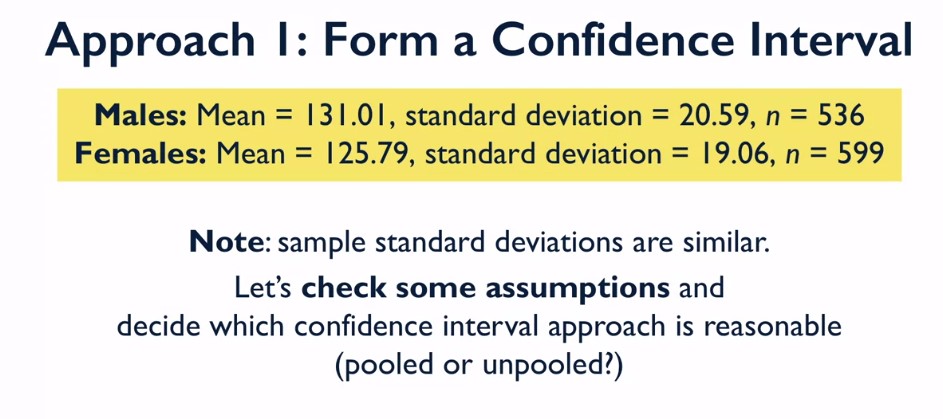 Approach 1: Form a Confidence Interval
Males: Mean = 131.01, standard deviation = 20.59, n = 536
Females: Mean = 125.79, standard deviation = 19.06, n = 599
Note: sample standard deviations are similar.
Let's check some assumptions and
decide which confidence interval approach is reasonable
(pooled or unpooled?)